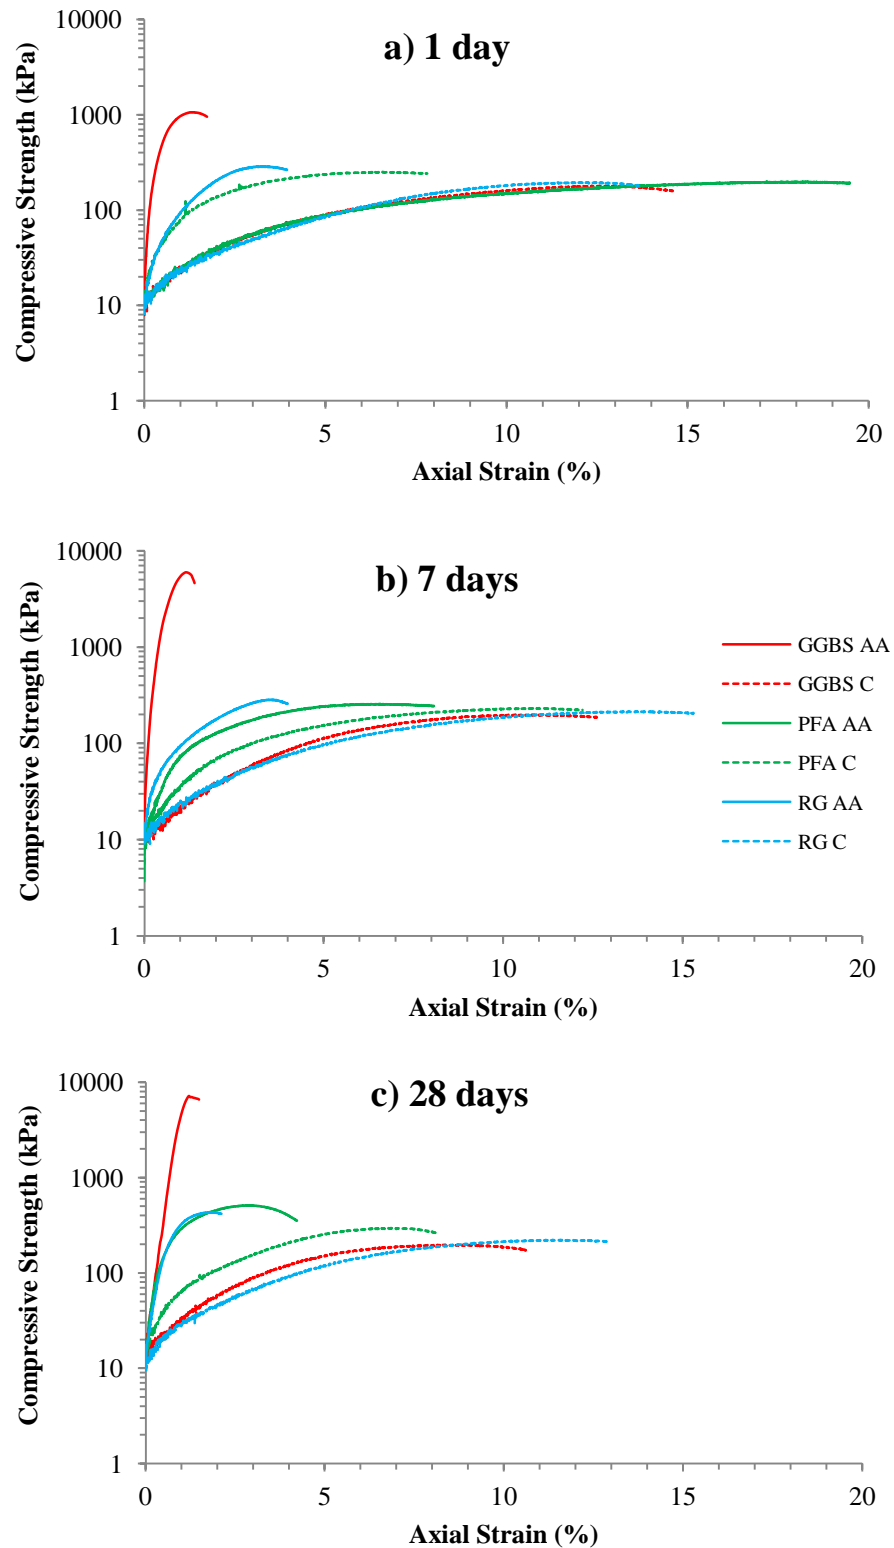 a) 1 day
Compressive Strength (kPa)
10000
1000
100
10
1
0 5 10 15 20
Axial Strain (%)
b) 7 days
Compressive Strength (kPa)
10000
1000
100
10
1
0 5 10 15 20
Axial Strain (%)
GGBS AA
GGBS C
PFA AA
PFA C
RG AA
RG C
c) 28 days
Compressive Strength (kPa)
10000
1000
100
10
1
0 5 10 15 20
Axial Strain (%)